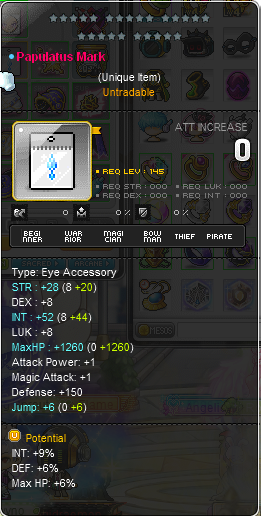 Papulatus Mark
(Unique Item)
Untradable
ATT INCREASE
0
REQ LEV : 145
REQ STR : 000 REQ LUK : 000
REQ DEX : 000 REQ INT : 000
0 0 % 0 %
BEGINNER WARRIOR MAGICIAN BOWMAN THIEF PIRATE
Type: Eye Accessory
STR : +28 (8 +20)
DEX : +8
INT : +52 (8 +44)
LUK : +8
MaxHP : +1260 (0 +1260)
Attack Power: +1
Magic Attack: +1
Defense: +150
Jump: +6 (0 +6)
Potential
INT: +9%
DEF: +6%
Max HP: +6%